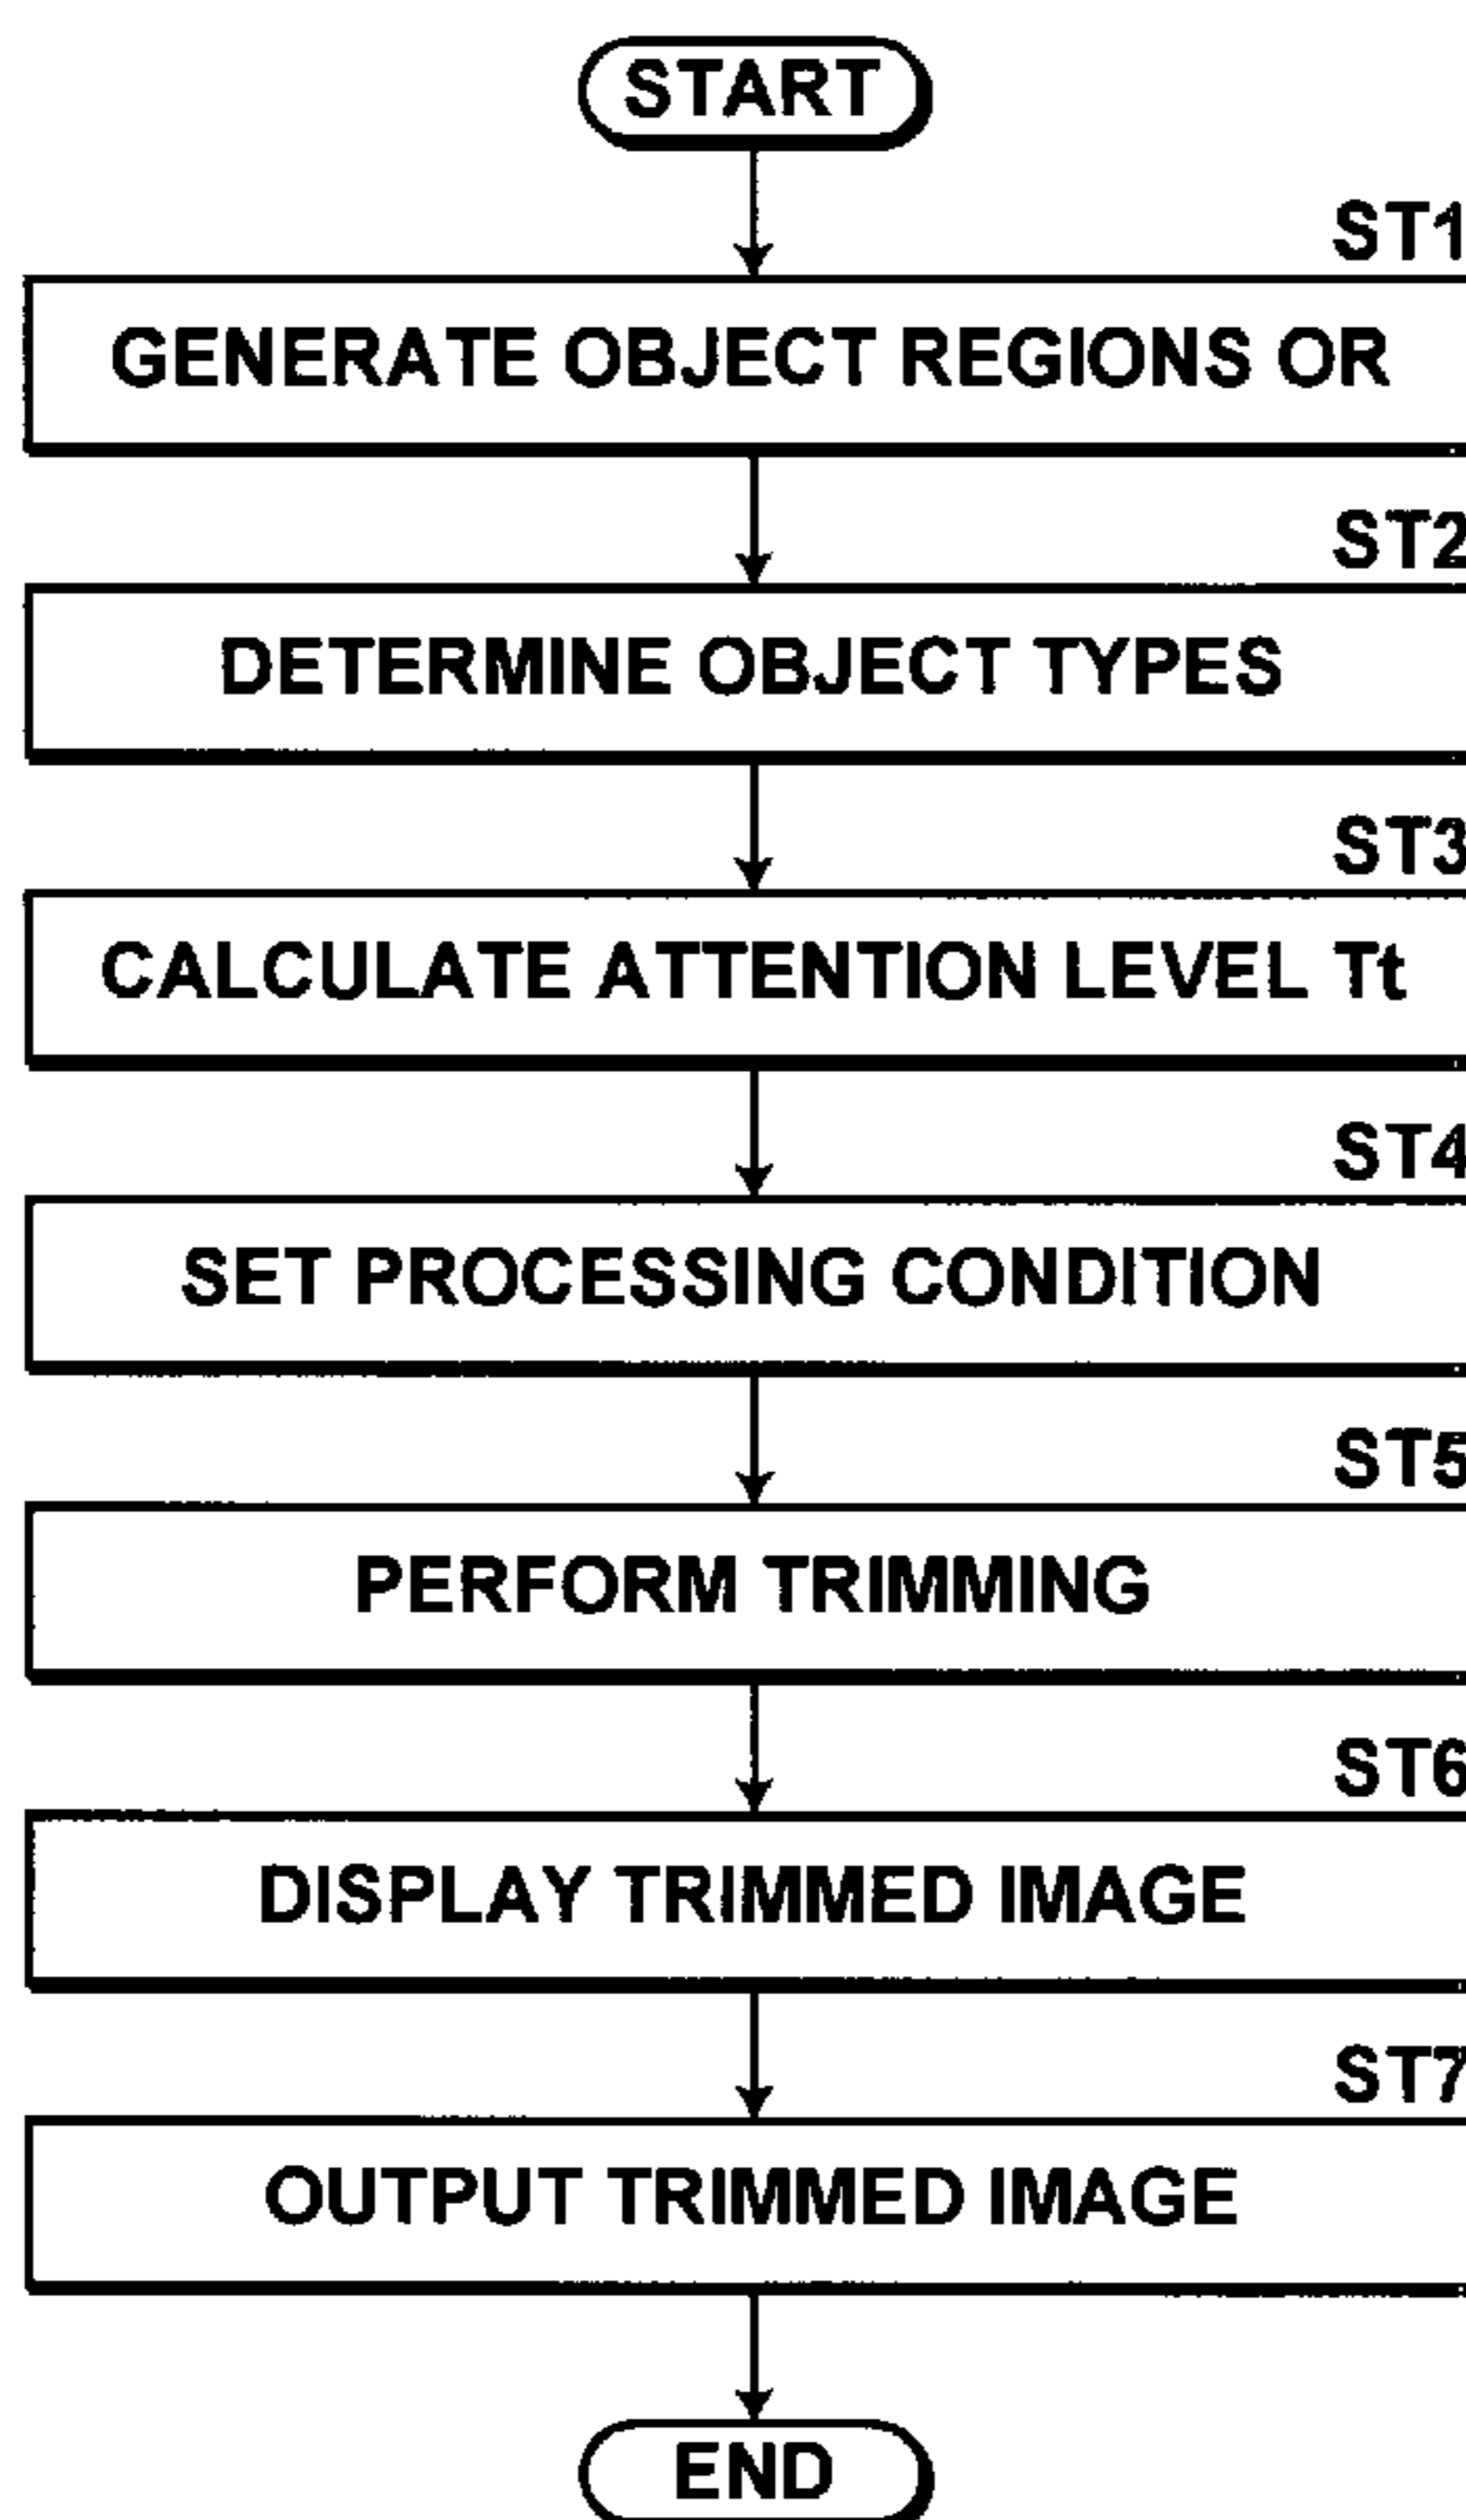 START
ST1
GENERATE OBJECT REGIONS OR
ST2
DETERMINE OBJECT TYPES
ST3
CALCULATE ATTENTION LEVEL Tt
ST4
SET PROCESSING CONDITION
ST5
PERFORM TRIMMING
ST6
DISPLAY TRIMMED IMAGE
ST7
OUTPUT TRIMMED IMAGE
END